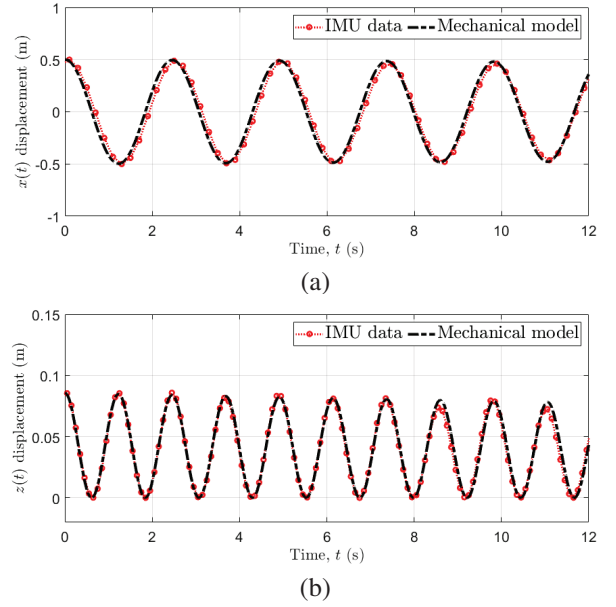 1
0.5
0
-0.5
-1
x(t) displacement (m)
IMU data Mechanical model
0 2 4 6 8 10 12
Time, t (s)
(a)
0.15
0.1
0.05
0
z(t) displacement (m)
IMU data Mechanical model
0 2 4 6 8 10 12
Time, t (s)
(b)